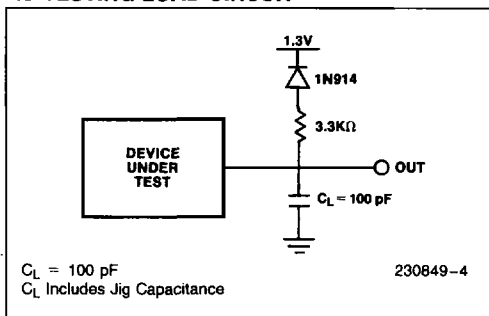 1.3V
1N914
3.3KΩ
DEVICE
UNDER
TEST
OUT
C_L = 100 pF
C_L = 100 pF
C_L Includes Jig Capacitance
230849-4